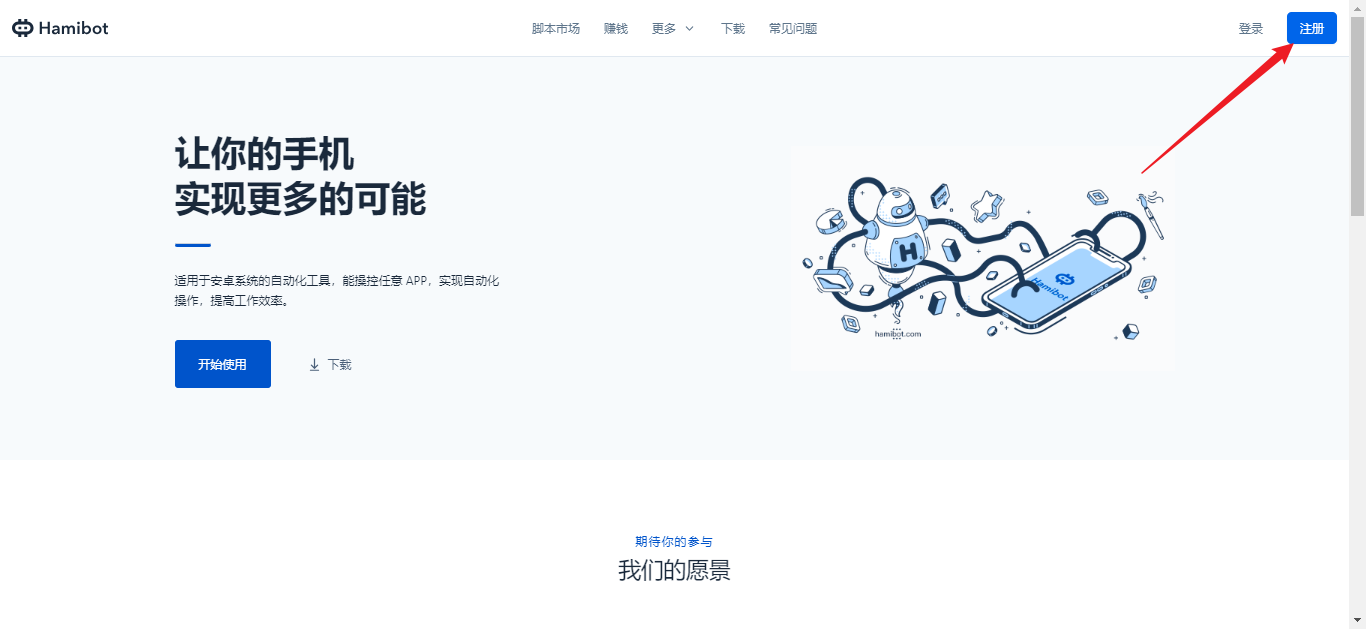 Hamibot
脚本市场
赚钱
更多
下载
常见问题
登录
注册
让你的手机
实现更多的可能
适用于安卓系统的自动化工具，能操控任意 APP，实现自动化
操作，提高工作效率。
开始使用
下载
H
Hamibot
hamibot.com
期待你的参与
我们的愿景